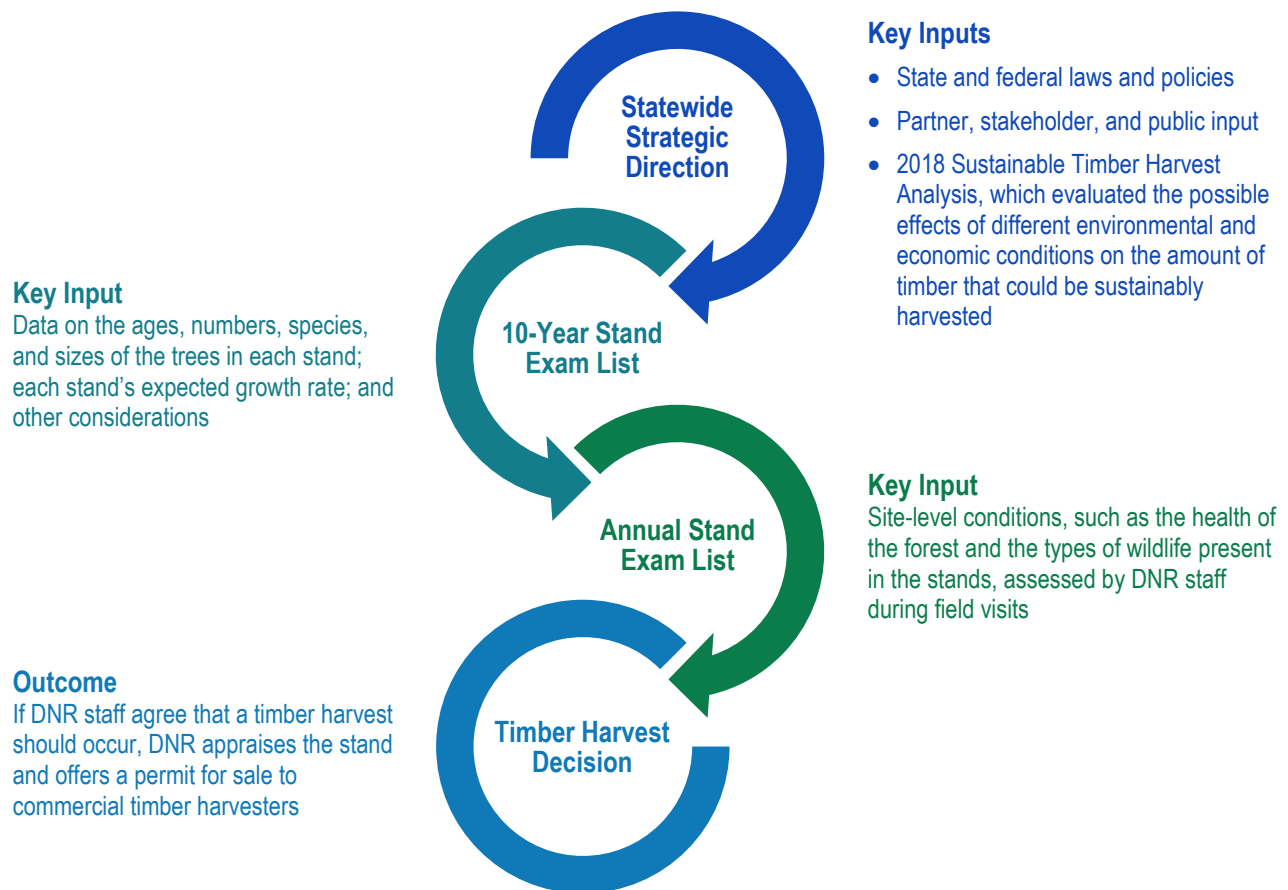 Statewide
Strategic
Direction
Key Inputs
• State and federal laws and policies
• Partner, stakeholder, and public input
• 2018 Sustainable Timber Harvest
Analysis, which evaluated the possible
effects of different environmental and
economic conditions on the amount of
timber that could be sustainably
harvested
Key Input
Data on the ages, numbers, species,
and sizes of the trees in each stand;
each stand’s expected growth rate; and
other considerations
10-Year Stand
Exam List
Annual Stand
Exam List
Key Input
Site-level conditions, such as the health of
the forest and the types of wildlife present
in the stands, assessed by DNR staff
during field visits
Outcome
If DNR staff agree that a timber harvest
should occur, DNR appraises the stand
and offers a permit for sale to
commercial timber harvesters
Timber Harvest
Decision